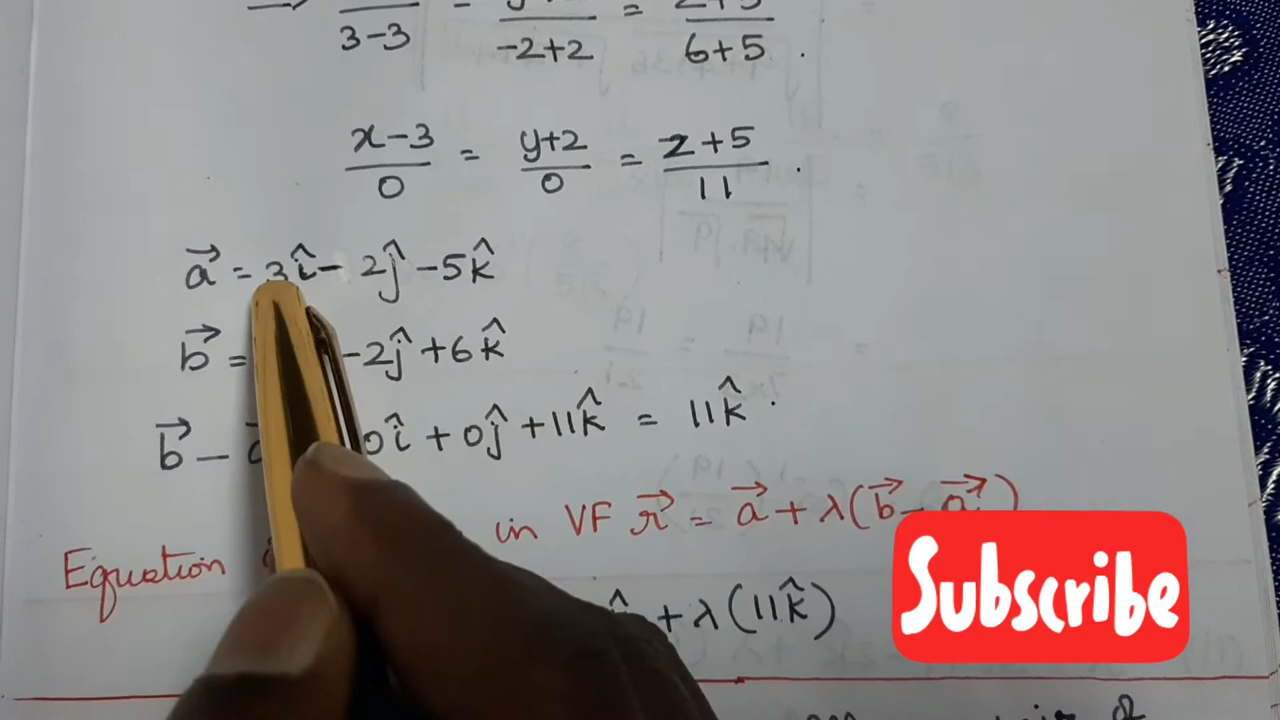 3-3 -2+2 = 6+5 .
x-3/0 = y+2/0 = z+5/11 .
a⃗ = 3î - 2ĵ - 5k̂
b⃗ = -2ĵ + 6k̂
b⃗ - 0î + 0ĵ + 11k̂ = 11k̂ .
Equation in VF r⃗ = a⃗ + λ(b⃗ - a⃗)
+ λ(11k̂)
Subscribe